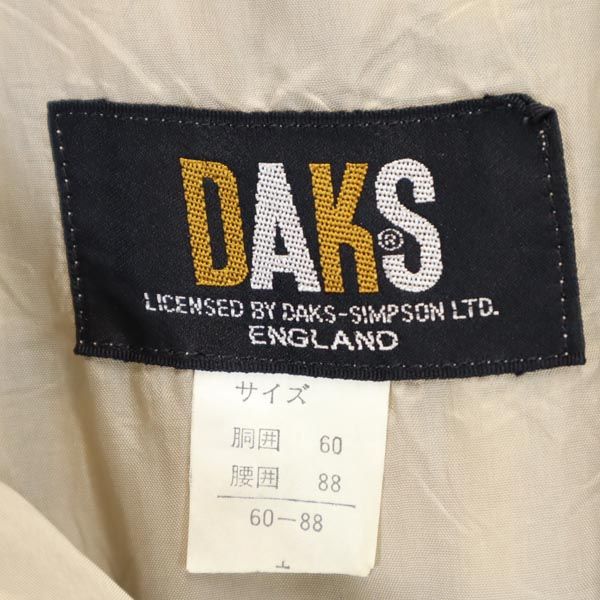 DAKS®
LICENSED BY DAKS-SIMPSON LTD.
ENGLAND
サイズ
胴囲 60
腰囲 88
60-88